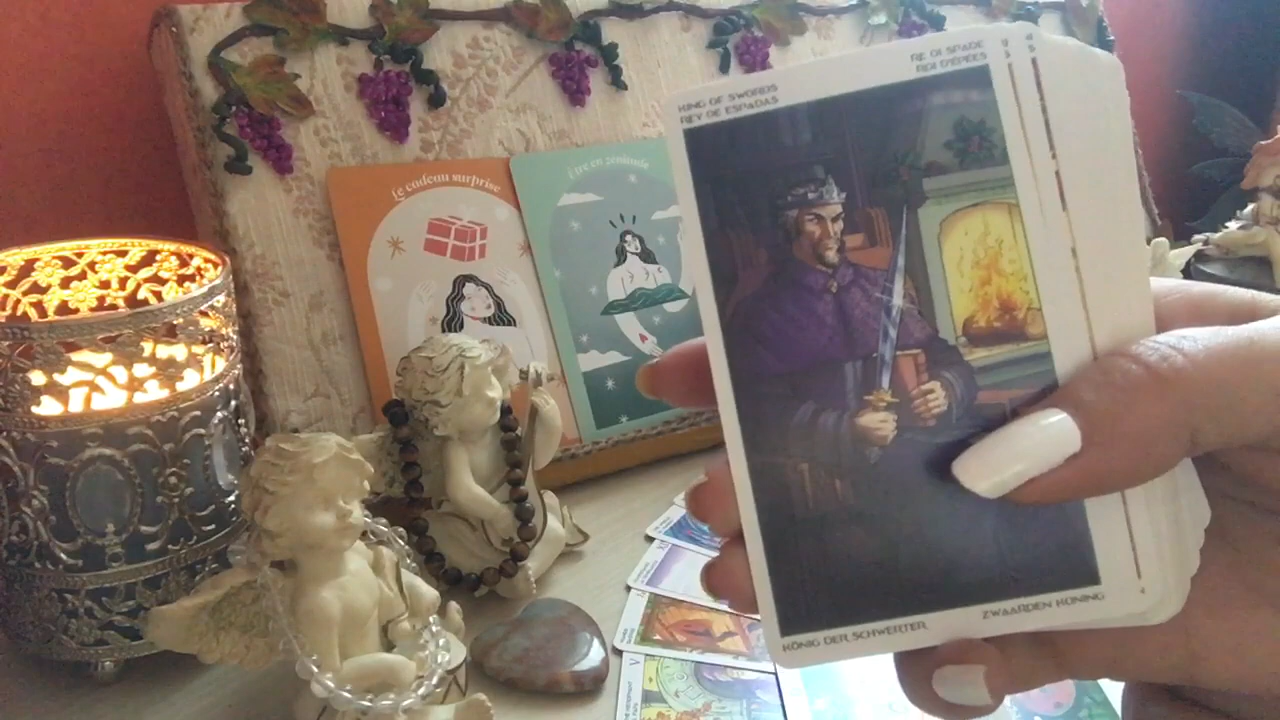 KING OF SWORDS
REY DE ESPADAS
RE DI SPADE
ROI D'ÉPÉES
KÖNIG DER SCHWERTER
ZWAARDEN KONING
Le cadeau surprise
Être en zénitude
V